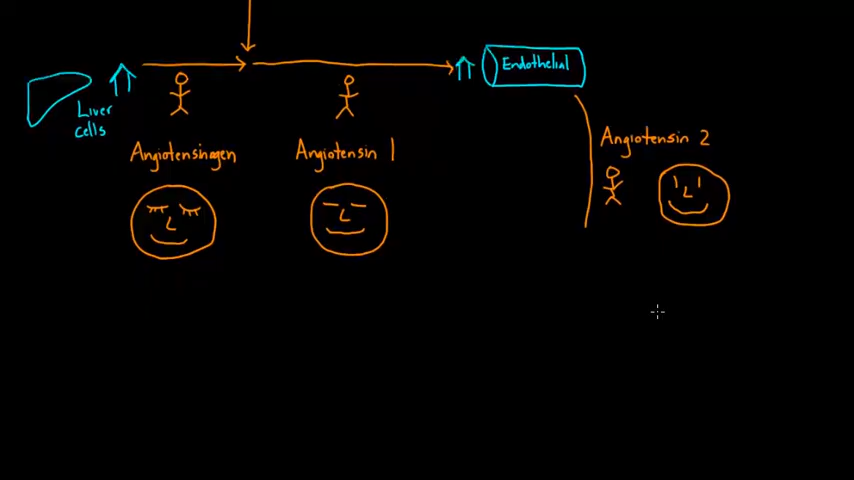 Endothelial
Liver
cells
Angiotensinogen
Angiotensin 1
Angiotensin 2